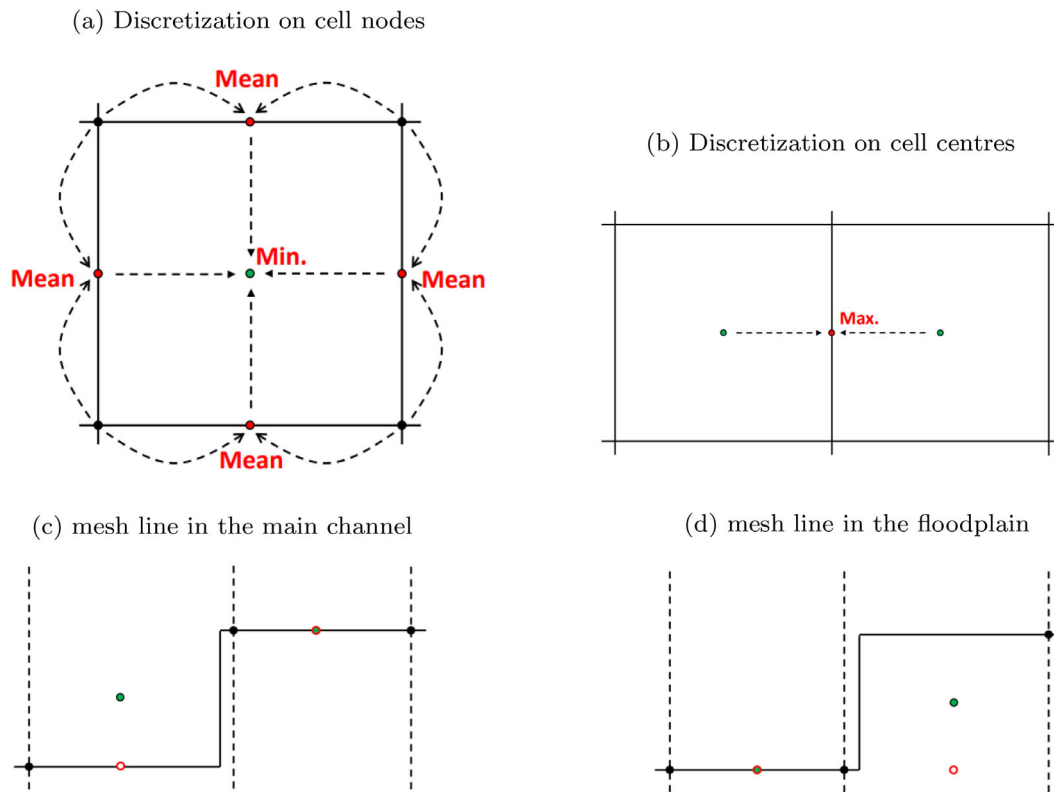 (a) Discretization on cell nodes
Mean
(b) Discretization on cell centres
Min.
Mean
Mean
Max.
Mean
(c) mesh line in the main channel
(d) mesh line in the floodplain